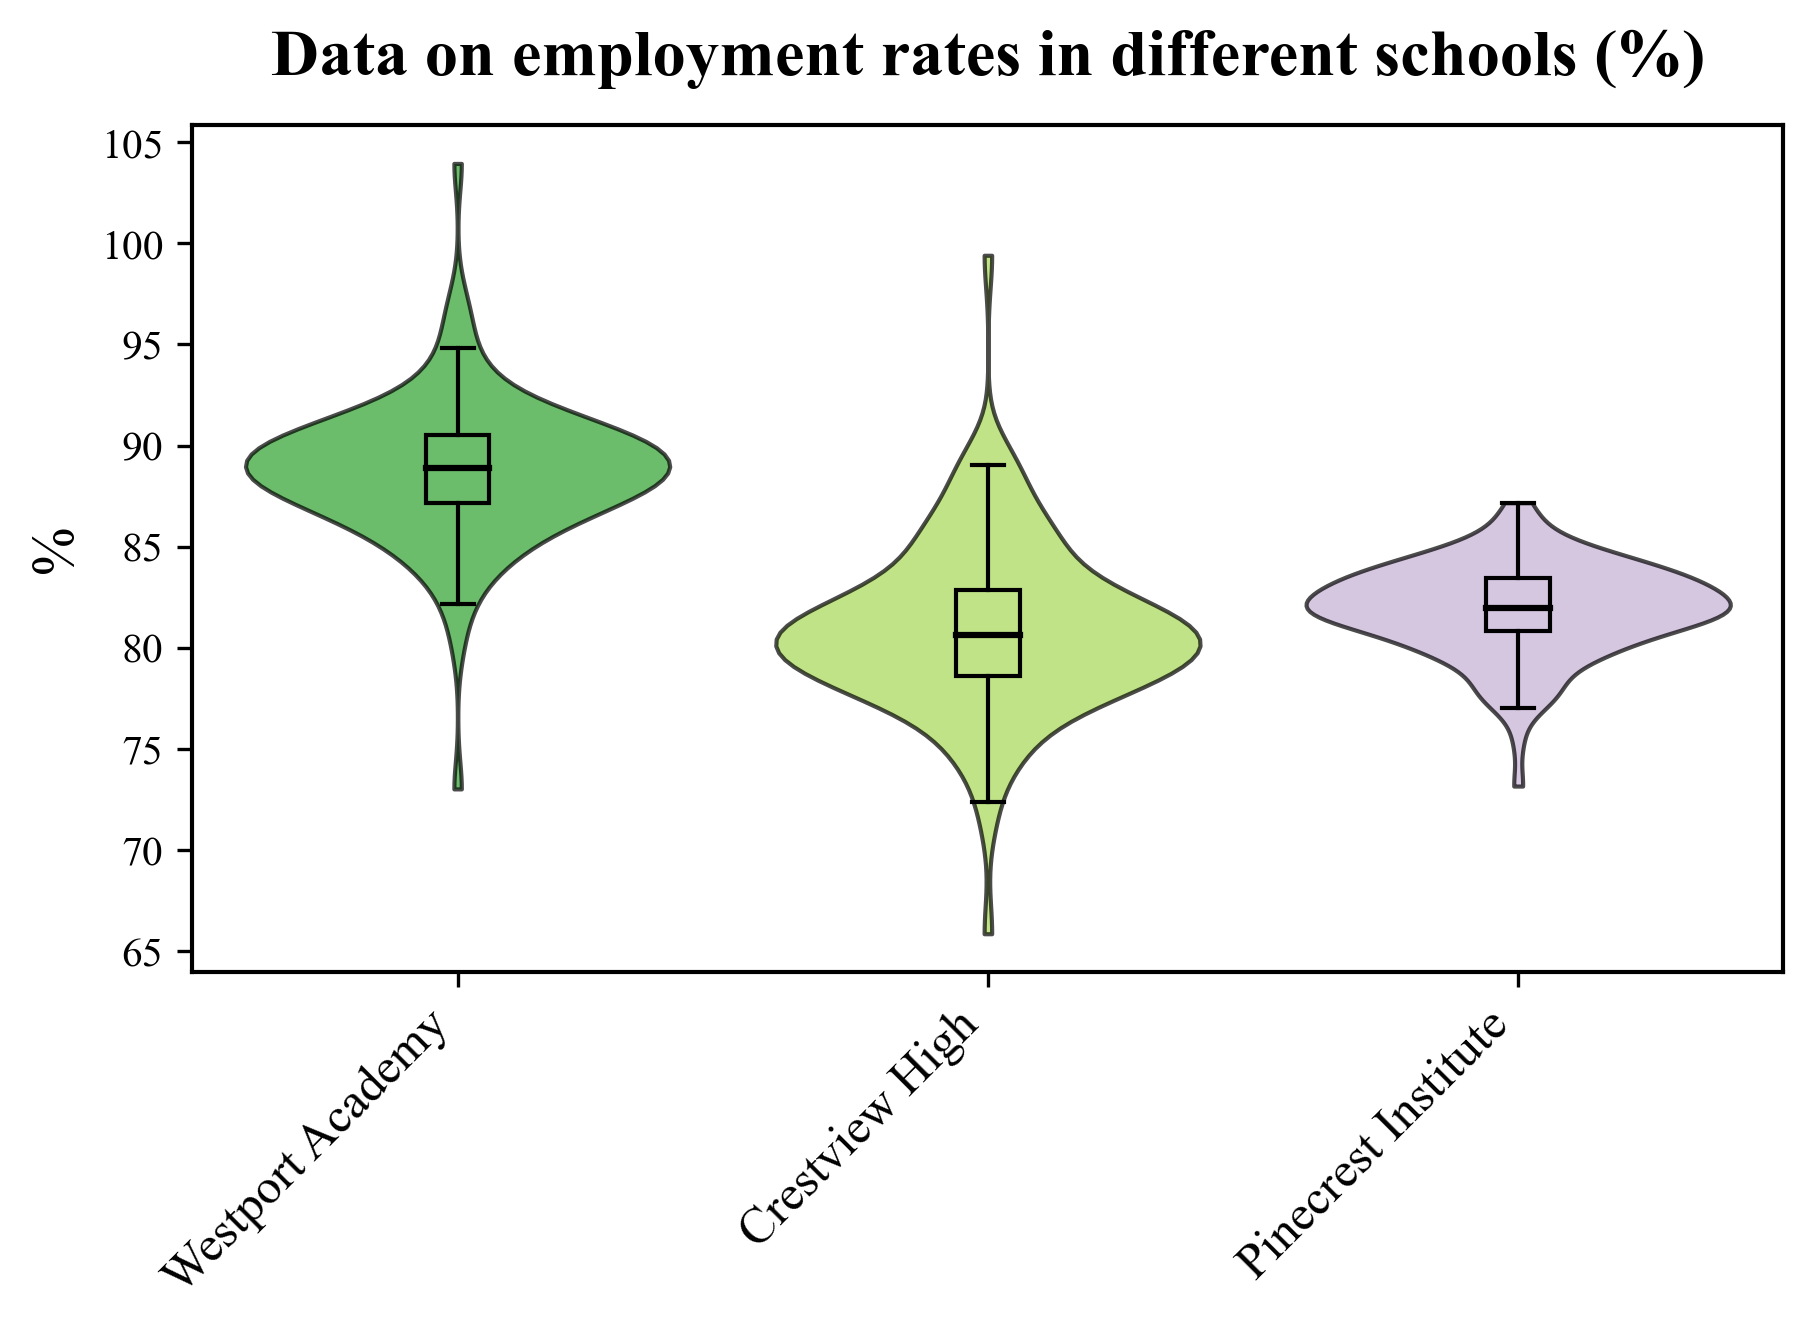 Data on employment rates in different schools (%)
105
100
95
90
85
80
75
70
65
%
Westport Academy
Crestview High
Pinecrest Institute